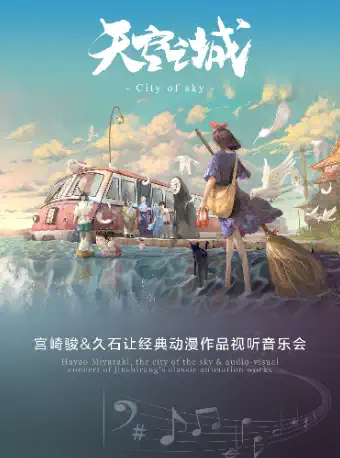 天空之城
- City of sky -
宫崎骏&久石让经典动漫作品视听音乐会
Hayao Miyazaki, the city of the sky & audio-visual
concert of Jiushirang's classic animation works